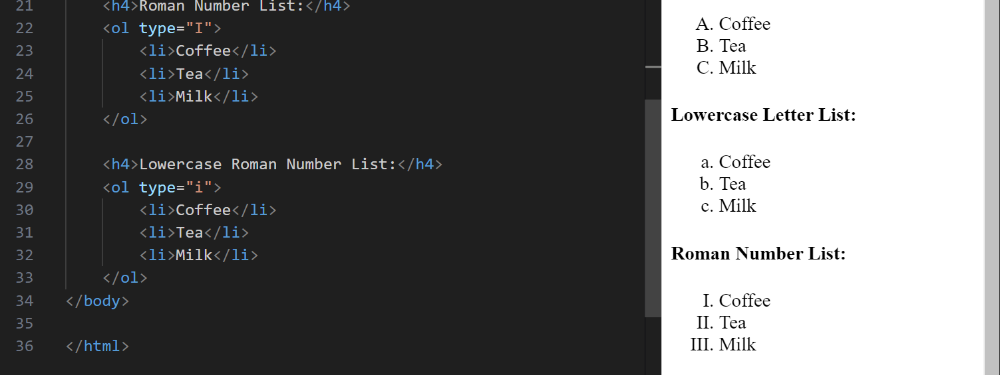 21 <h4>Roman Number List:</h4>
22 <ol type="I">
23 <li>Coffee</li>
24 <li>Tea</li>
25 <li>Milk</li>
26 </ol>
27
28 <h4>Lowercase Roman Number List:</h4>
29 <ol type="i">
30 <li>Coffee</li>
31 <li>Tea</li>
32 <li>Milk</li>
33 </ol>
34 </body>
35
36 </html>
A. Coffee
B. Tea
C. Milk
Lowercase Letter List:
a. Coffee
b. Tea
c. Milk
Roman Number List:
I. Coffee
II. Tea
III. Milk